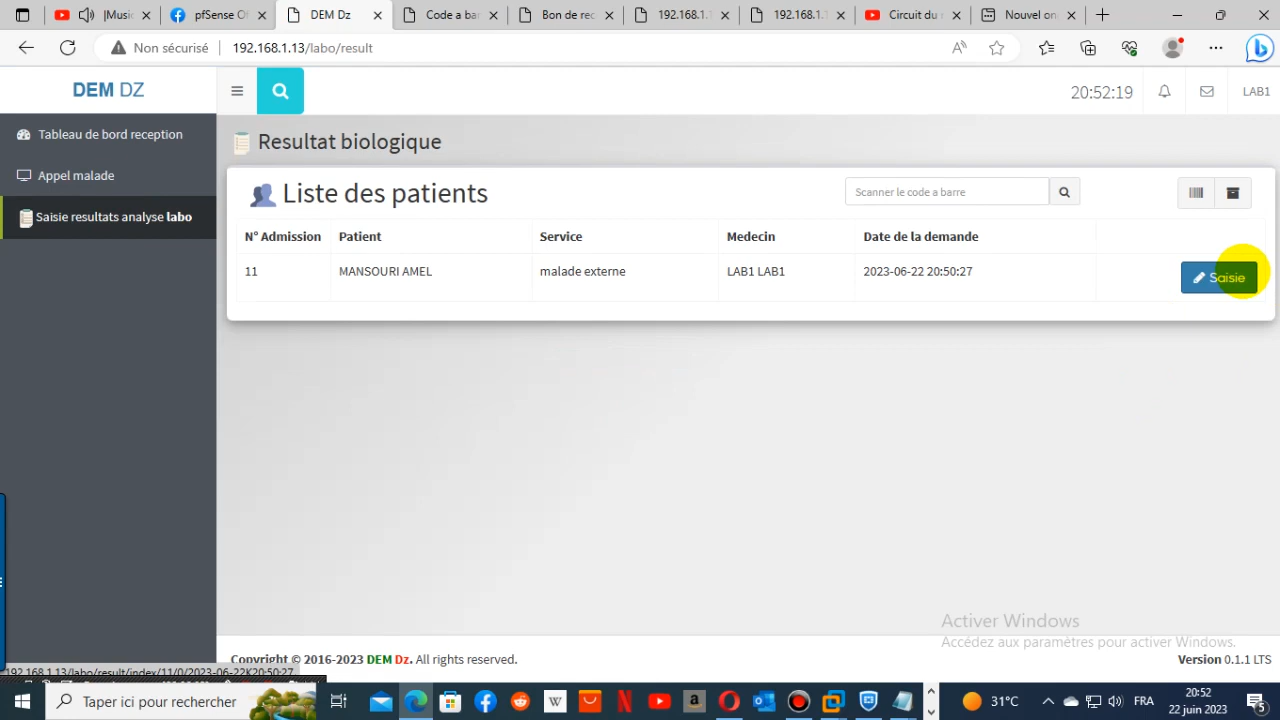 [Musi
pfSense Of
DEM Dz
Code a bar
Bon de rec
192.168.1.1
192.168.1.1
Circuit du
Nouvel on
Non sécurisé 192.168.1.13/labo/result
DEM DZ
20:52:19
LAB1
Tableau de bord reception
Appel malade
Saisie resultats analyse labo
Resultat biologique
Liste des patients
Scanner le code a barre
N° Admission Patient Service Medecin Date de la demande
11 MANSOURI AMEL malade externe LAB1 LAB1 2023-06-22 20:50:27 Saisie
Activer Windows
Accédez aux paramètres pour activer Windows.
Copyright © 2016-2023 DEM Dz. All rights reserved.
Version 0.1.1 LTS
192.168.1.13/labo/result/index/11/0/2023-06-22K20:50:27
Taper ici pour rechercher
31°C
FRA
20:52
22 juin 2023
5